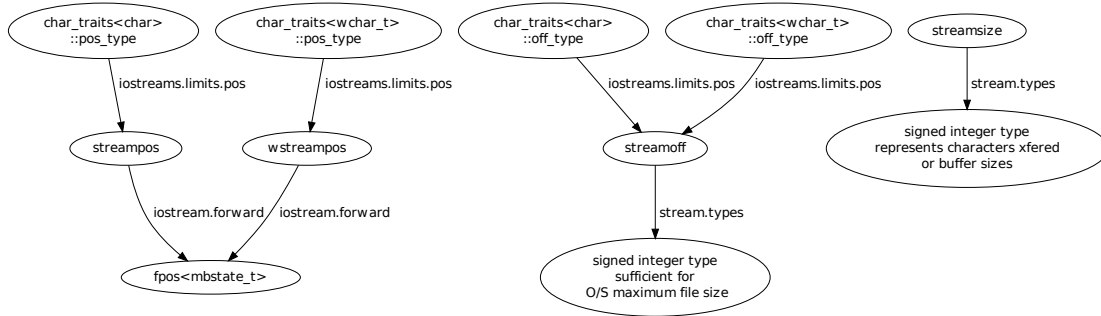 char_traits<char>
::pos_type
char_traits<wchar_t>
::pos_type
char_traits<char>
::off_type
char_traits<wchar_t>
::off_type
streamsize
iostreams.limits.pos
iostreams.limits.pos
iostreams.limits.pos
iostreams.limits.pos
stream.types
streampos
wstreampos
streamoff
signed integer type
represents characters xfered
or buffer sizes
iostream.forward
iostream.forward
stream.types
fpos<mbstate_t>
signed integer type
sufficient for
O/S maximum file size